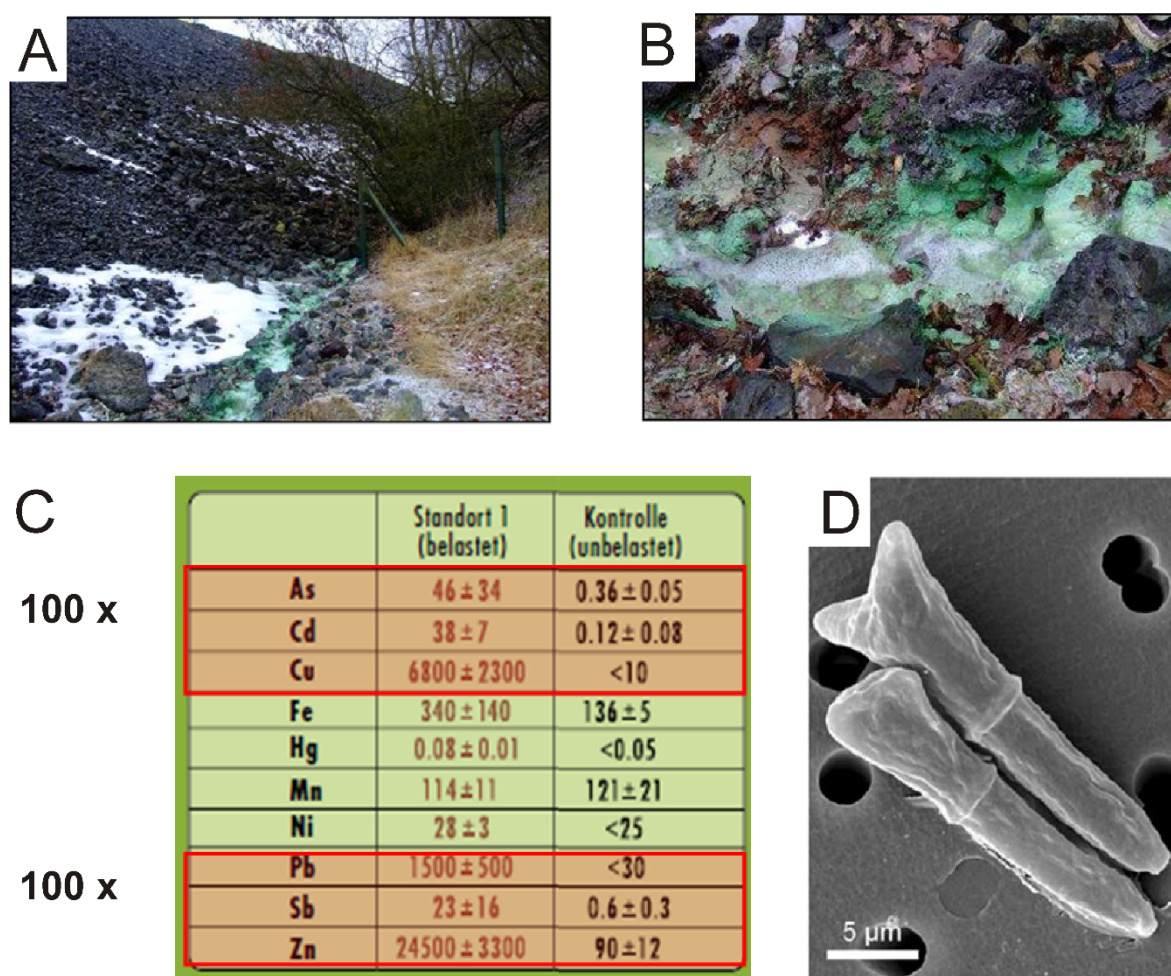 A
B
C
Standort 1 Kontrolle
(belastet) (unbelastet)
100 x
As 46±34 0.36±0.05
Cd 38±7 0.12±0.08
Cu 6800±2300 <10
Fe 340±140 136±5
Hg 0.08±0.01 <0.05
Mn 114±11 121±21
Ni 28±3 <25
100 x
Pb 1500±500 <30
Sb 23±16 0.6±0.3
Zn 24500±3300 90±12
D
5 µm